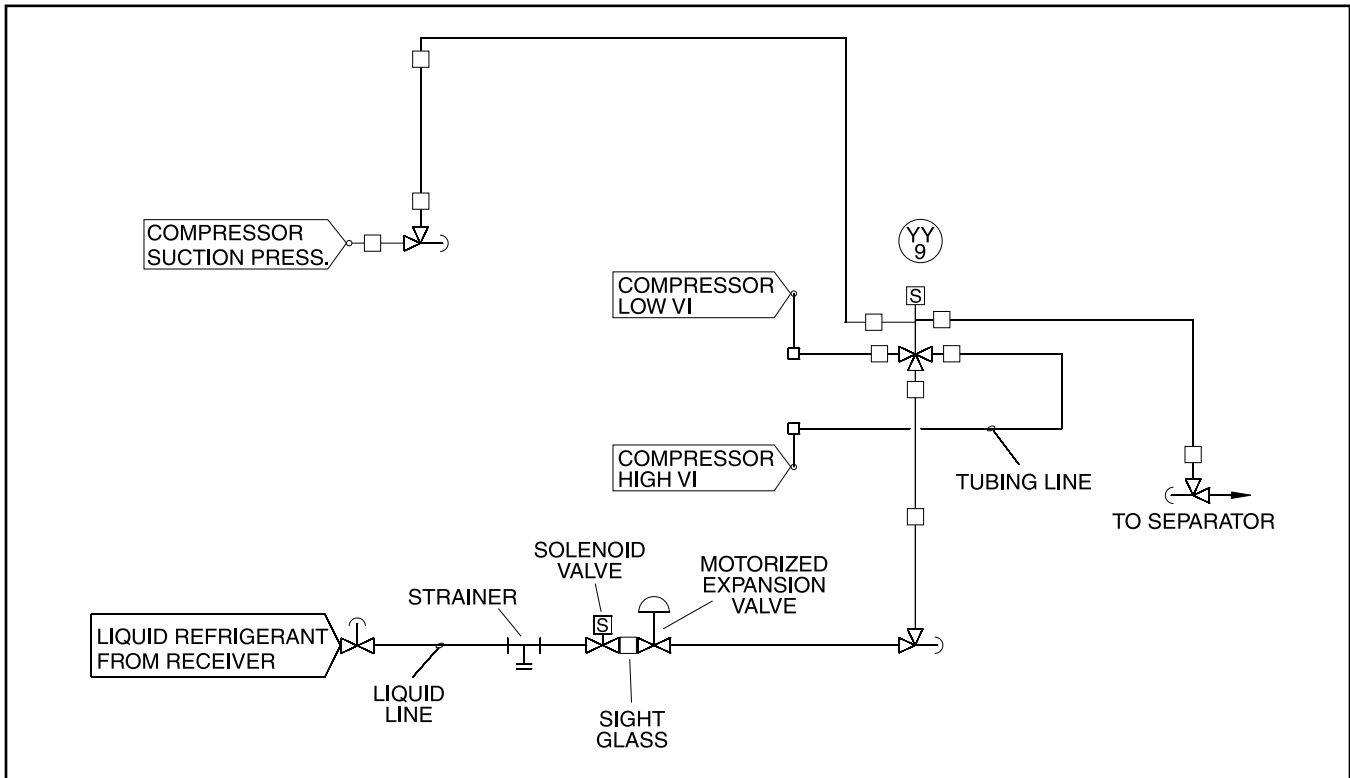 COMPRESSOR
SUCTION PRESS.
YY
9
COMPRESSOR
LOW VI
S
COMPRESSOR
HIGH VI
TUBING LINE
TO SEPARATOR
SOLENOID
VALVE
MOTORIZED
EXPANSION
VALVE
STRAINER
S
LIQUID REFRIGERANT
FROM RECEIVER
LIQUID
LINE
SIGHT
GLASS